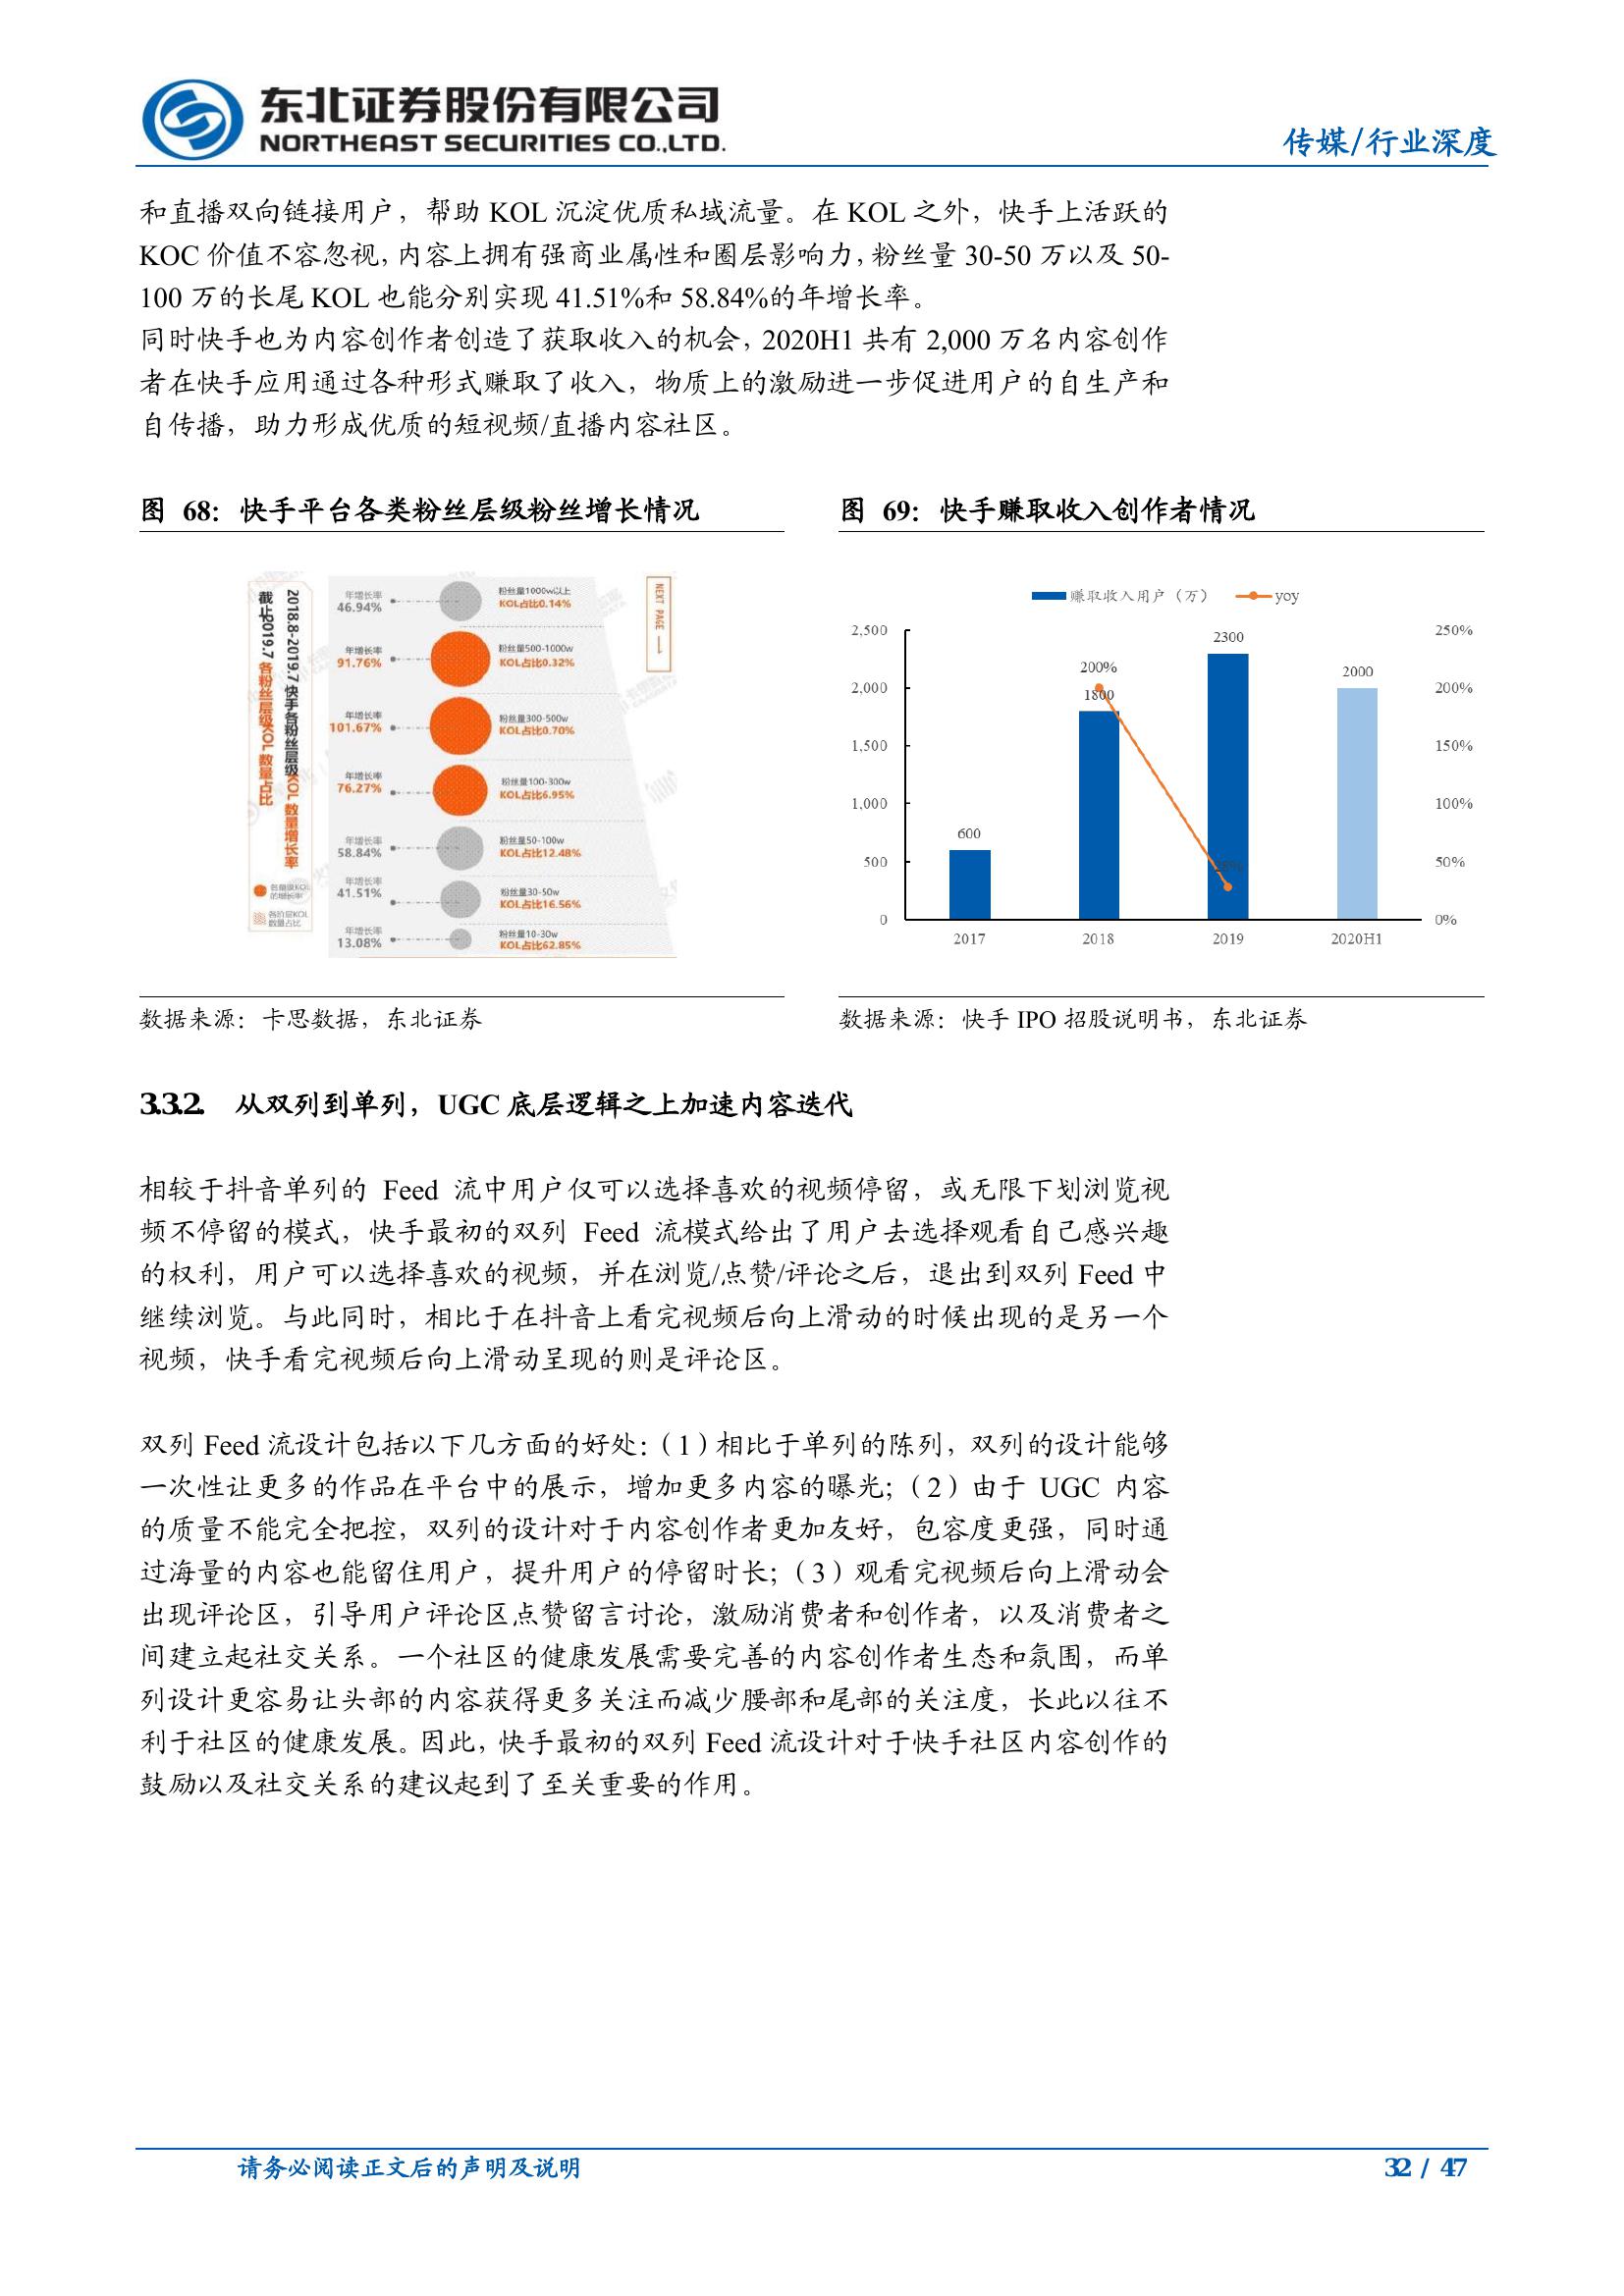 东北证券股份有限公司
NORTHEAST SECURITIES CO.,LTD.
传媒/行业深度
和直播双向链接用户，帮助 KOL 沉淀优质私域流量。在 KOL 之外，快手上活跃的
KOC 价值不容忽视，内容上拥有强商业属性和圈层影响力，粉丝量 30-50 万以及 50-
100 万的长尾 KOL 也能分别实现 41.51%和 58.84%的年增长率。
同时快手也为内容创作者创造了获取收入的机会，2020H1 共有 2,000 万名内容创作
者在快手应用通过各种形式赚取了收入，物质上的激励进一步促进用户的自生产和
自传播，助力形成优质的短视频/直播内容社区。
图 68：快手平台各类粉丝层级粉丝增长情况
2018.8-2019.7 快手各粉丝层级KOL 数量增长率
截止2019.7 各粉丝层级KOL 数量占比
各量级KOL
的增长率
各阶层KOL
数量占比
NEXT PAGE
年增长率
46.94%
粉丝量1000w以上
KOL占比0.14%
年增长率
91.76%
粉丝量500-1000w
KOL占比0.32%
年增长率
101.67%
粉丝量300-500w
KOL占比0.70%
年增长率
76.27%
粉丝量100-300w
KOL占比6.95%
年增长率
58.84%
粉丝量50-100w
KOL占比12.48%
年增长率
41.51%
粉丝量30-50w
KOL占比16.56%
年增长率
13.08%
粉丝量10-30w
KOL占比62.85%
数据来源：卡思数据，东北证券
图 69：快手赚取收入创作者情况
赚取收入用户（万） yoy
2,500
2,000
1,500
1,000
500
0
250%
200%
150%
100%
50%
0%
600
200%
1800
2300
2000
2017 2018 2019 2020H1
数据来源：快手 IPO 招股说明书，东北证券
3.3.2. 从双列到单列，UGC 底层逻辑之上加速内容迭代
相较于抖音单列的 Feed 流中用户仅可以选择喜欢的视频停留，或无限下划浏览视
频不停留的模式，快手最初的双列 Feed 流模式给出了用户去选择观看自己感兴趣
的权利，用户可以选择喜欢的视频，并在浏览/点赞/评论之后，退出到双列 Feed 中
继续浏览。与此同时，相比于在抖音上看完视频后向上滑动的时候出现的是另一个
视频，快手看完视频后向上滑动呈现的则是评论区。
双列 Feed 流设计包括以下几方面的好处：（1）相比于单列的陈列，双列的设计能够
一次性让更多的作品在平台中的展示，增加更多内容的曝光；（2）由于 UGC 内容
的质量不能完全把控，双列的设计对于内容创作者更加友好，包容度更强，同时通
过海量的内容也能留住用户，提升用户的停留时长；（3）观看完视频后向上滑动会
出现评论区，引导用户评论区点赞留言讨论，激励消费者和创作者，以及消费者之
间建立起社交关系。一个社区的健康发展需要完善的内容创作者生态和氛围，而单
列设计更容易让头部的内容获得更多关注而减少腰部和尾部的关注度，长此以往不
利于社区的健康发展。因此，快手最初的双列 Feed 流设计对于快手社区内容创作的
鼓励以及社交关系的建议起到了至关重要的作用。
请务必阅读正文后的声明及说明
32 / 47